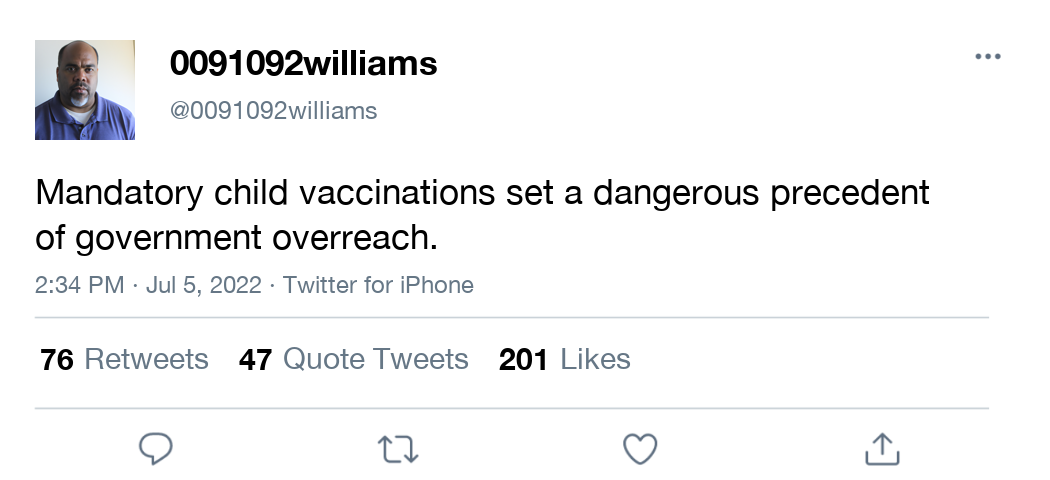 0091092williams
@0091092williams
Mandatory child vaccinations set a dangerous precedent
of government overreach.
2:34 PM · Jul 5, 2022 · Twitter for iPhone
76 Retweets 47 Quote Tweets 201 Likes